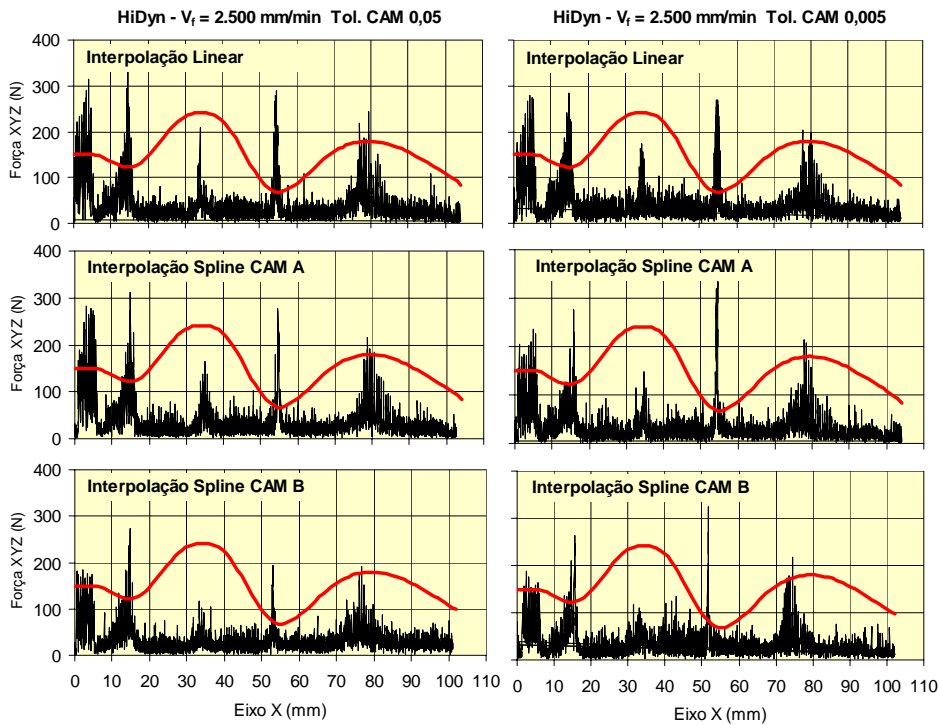 HiDyn - Vf = 2.500 mm/min Tol. CAM 0,05
HiDyn - Vf = 2.500 mm/min Tol. CAM 0,005
400
300
200
100
0
Força XYZ (N)
Interpolação Linear
Interpolação Linear
400
300
200
100
0
Força XYZ (N)
Interpolação Spline CAM A
Interpolação Spline CAM A
400
300
200
100
0
Força XYZ (N)
Interpolação Spline CAM B
Interpolação Spline CAM B
0 10 20 30 40 50 60 70 80 90 100 110
0 10 20 30 40 50 60 70 80 90 100 110
Eixo X (mm)
Eixo X (mm)